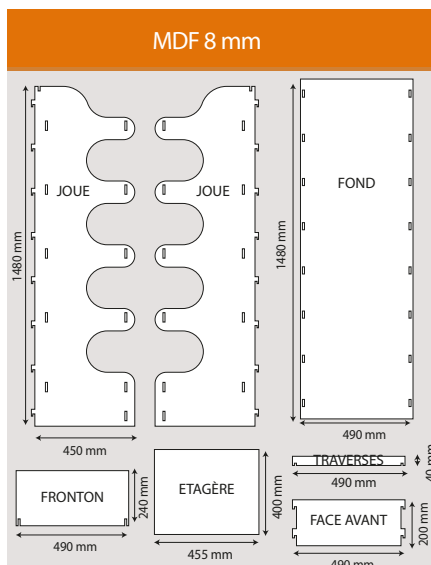 MDF 8 mm
JOUE
JOUE
FOND
1480 mm
1480 mm
450 mm
490 mm
FRONTON
240 mm
490 mm
ETAGÈRE
400 mm
455 mm
TRAVERSES
40 mm
490 mm
FACE AVANT
200 mm
490 mm